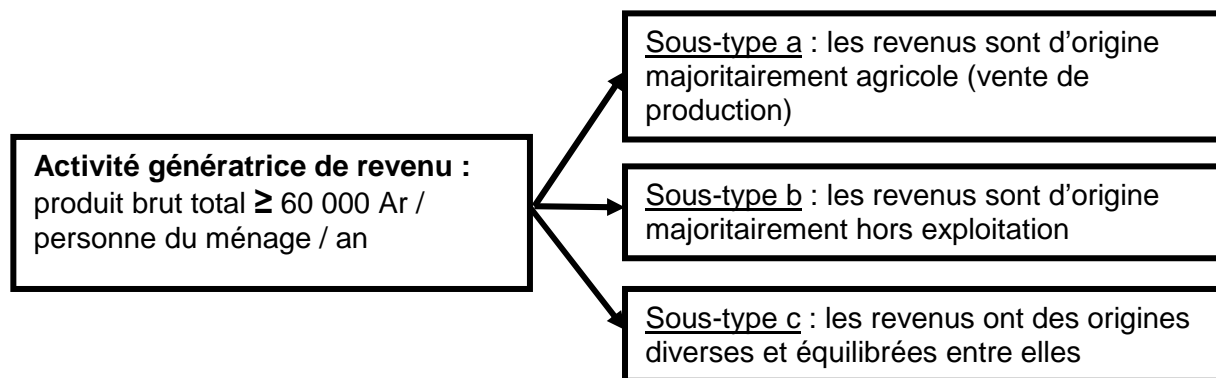 Activité génératrice de revenu :
produit brut total ≥ 60 000 Ar /
personne du ménage / an
Sous-type a : les revenus sont d'origine
majoritairement agricole (vente de
production)
Sous-type b : les revenus sont d'origine
majoritairement hors exploitation
Sous-type c : les revenus ont des origines
diverses et équilibrées entre elles